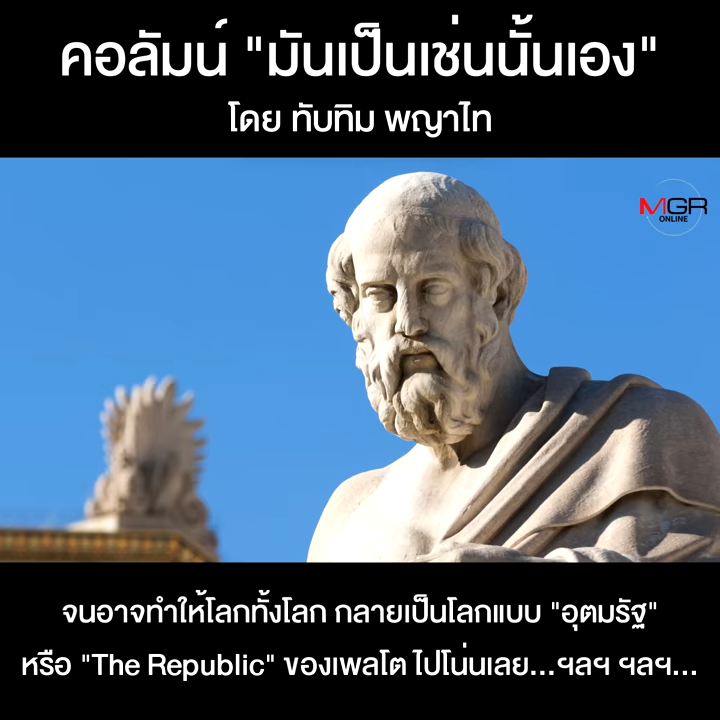 คอลัมน์ "มันเป็นเช่นนั้นเอง"
โดย ทับทิม พญาไท
MGR
ONLINE
จนอาจทำให้โลกทั้งโลก กลายเป็นโลกแบบ "อุตมรัฐ"
หรือ "The Republic" ของเพลโต ไปโน่นเลย...ฯลฯ ฯลฯ...